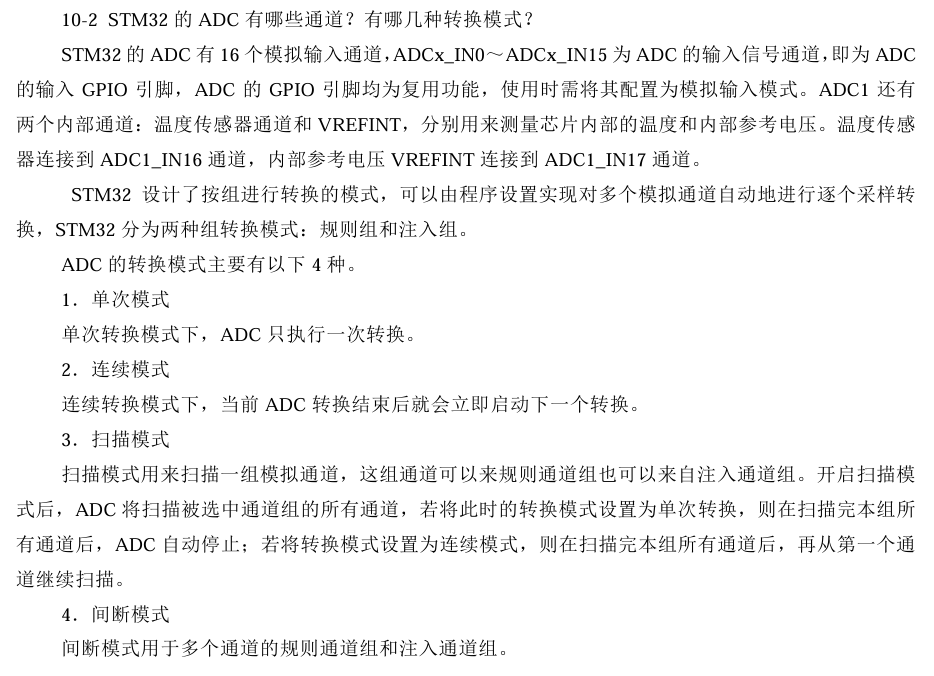 10-2 STM32 的 ADC 有哪些通道？有哪几种转换模式？
STM32 的 ADC 有 16 个模拟输入通道，ADCx_IN0～ADCx_IN15 为 ADC 的输入信号通道，即为 ADC
的输入 GPIO 引脚，ADC 的 GPIO 引脚均为复用功能，使用时需将其配置为模拟输入模式。ADC1 还有
两个内部通道：温度传感器通道和 VREFINT，分别用来测量芯片内部的温度和内部参考电压。温度传感
器连接到 ADC1_IN16 通道，内部参考电压 VREFINT 连接到 ADC1_IN17 通道。
STM32 设计了按组进行转换的模式，可以由程序设置实现对多个模拟通道自动地进行逐个采样转
换，STM32 分为两种组转换模式：规则组和注入组。
ADC 的转换模式主要有以下 4 种。
1．单次模式
单次转换模式下，ADC 只执行一次转换。
2．连续模式
连续转换模式下，当前 ADC 转换结束后就会立即启动下一个转换。
3．扫描模式
扫描模式用来扫描一组模拟通道，这组通道可以来规则通道组也可以来自注入通道组。开启扫描模
式后，ADC 将扫描被选中通道组的所有通道，若将此时的转换模式设置为单次转换，则在扫描完本组所
有通道后，ADC 自动停止；若将转换模式设置为连续模式，则在扫描完本组所有通道后，再从第一个通
道继续扫描。
4．间断模式
间断模式用于多个通道的规则通道组和注入通道组。